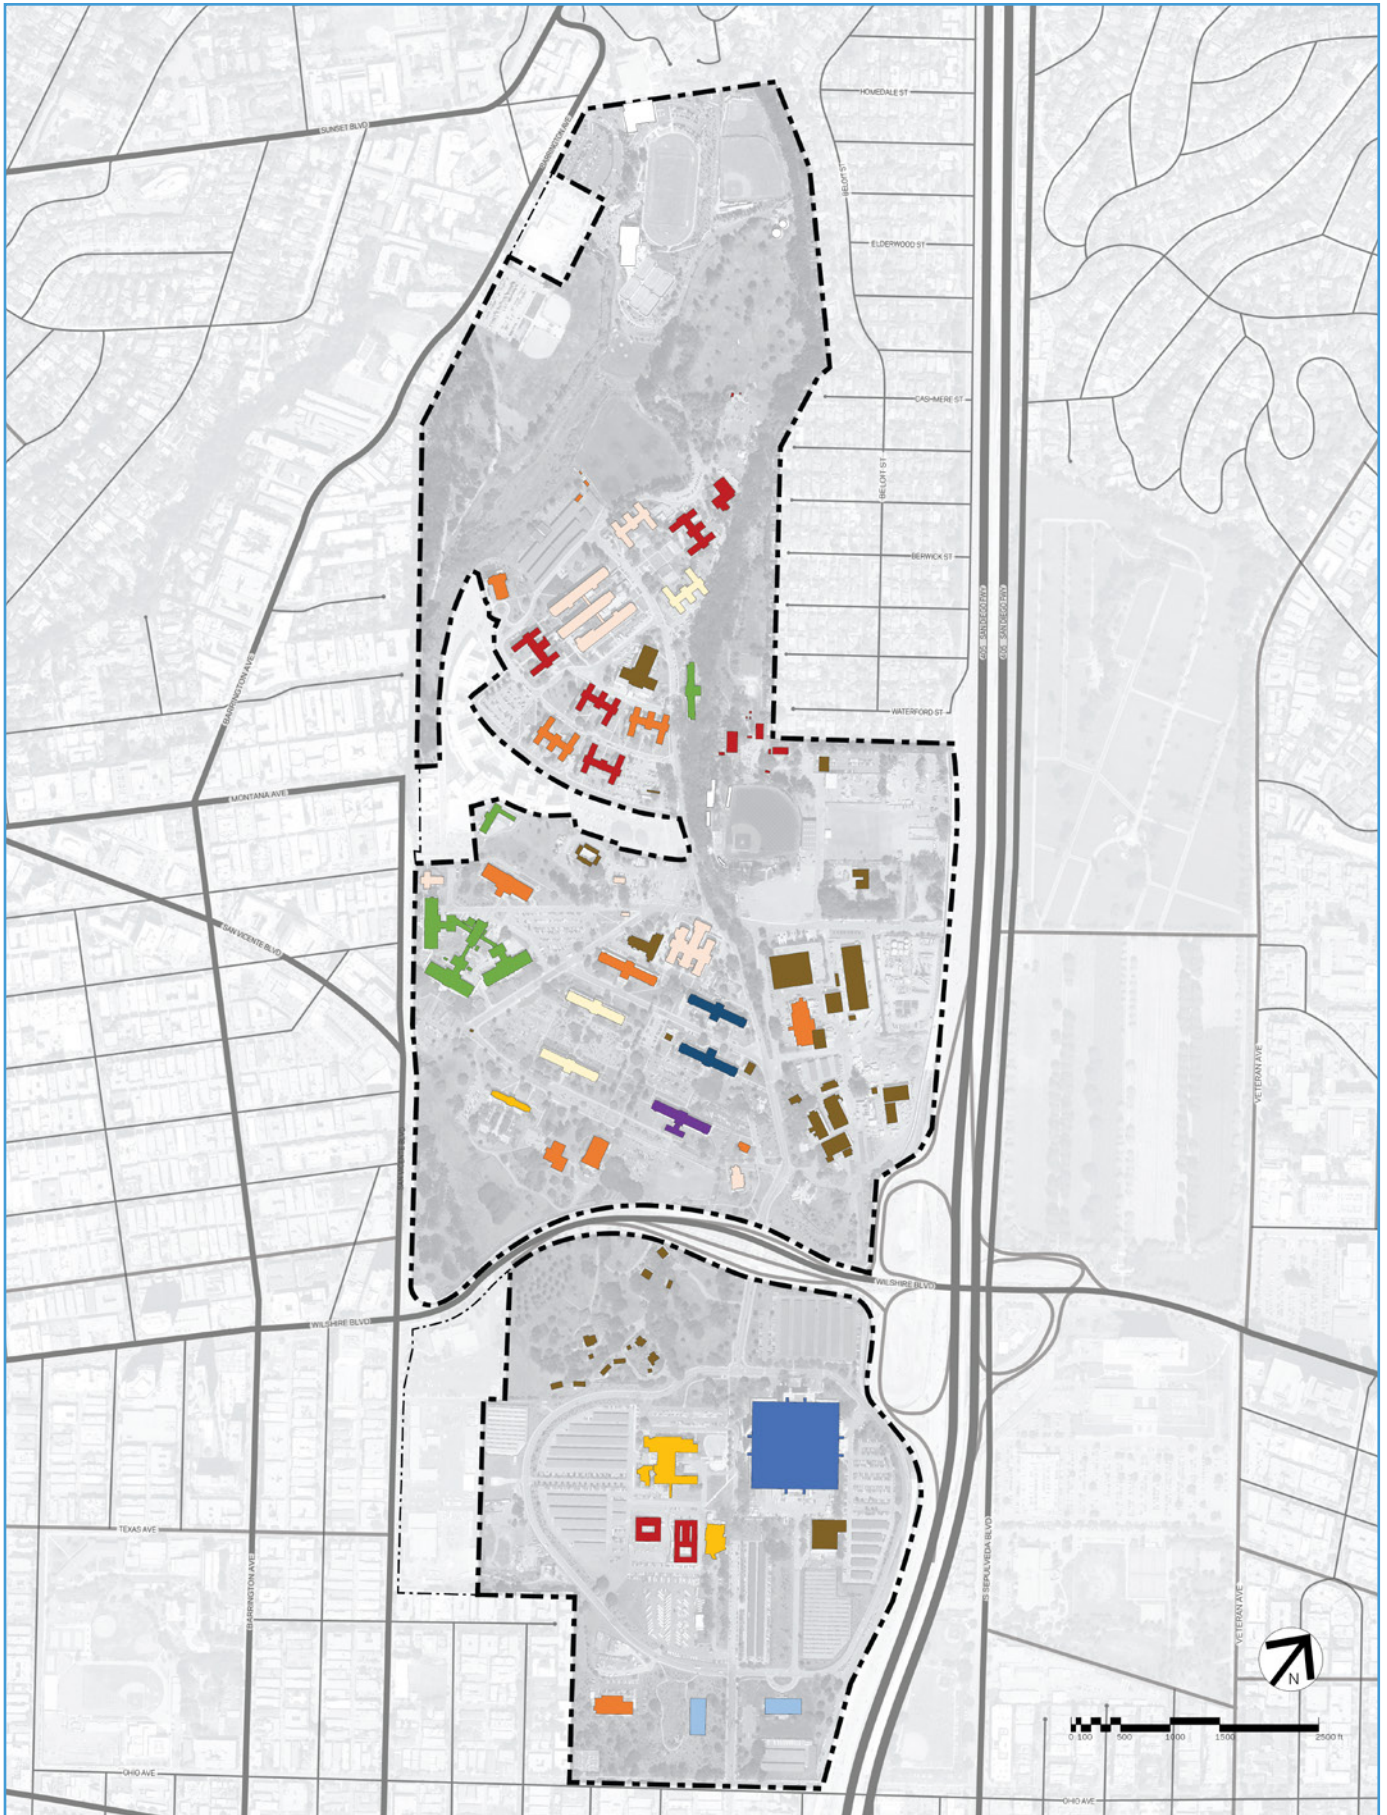 HOMEDALE ST
SUNSET BLVD
BARRINGTON AVE
BELOIT ST
ELDERWOOD ST
CASHMERE ST
BELOIT ST
BERWICK ST
405 SAN DIEGO FWY
405 SAN DIEGO FWY
BARRINGTON AVE
WATERFORD ST
MONTANA AVE
SAN VICENTE BLVD
VETERAN AVE
WILSHIRE BLVD
WILSHIRE BLVD
TEXAS AVE
BARRINGTON AVE
S SEPULVEDA BLVD
VETERAN AVE
N
0 100 500 1000 1500 2500 ft
OHIO AVE
OHIO AVE